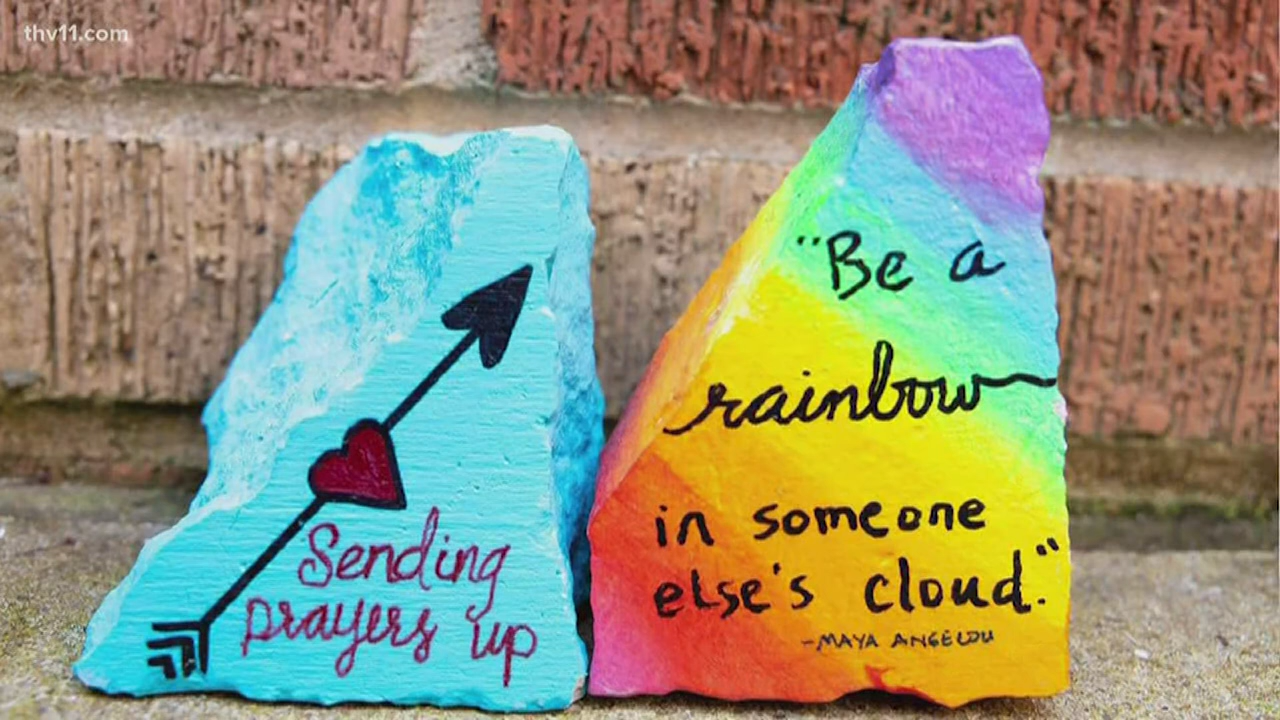 thv11.com
Sending
prayers up
"Be a
rainbow
in someone
else's cloud."
-MAYA ANGELOU